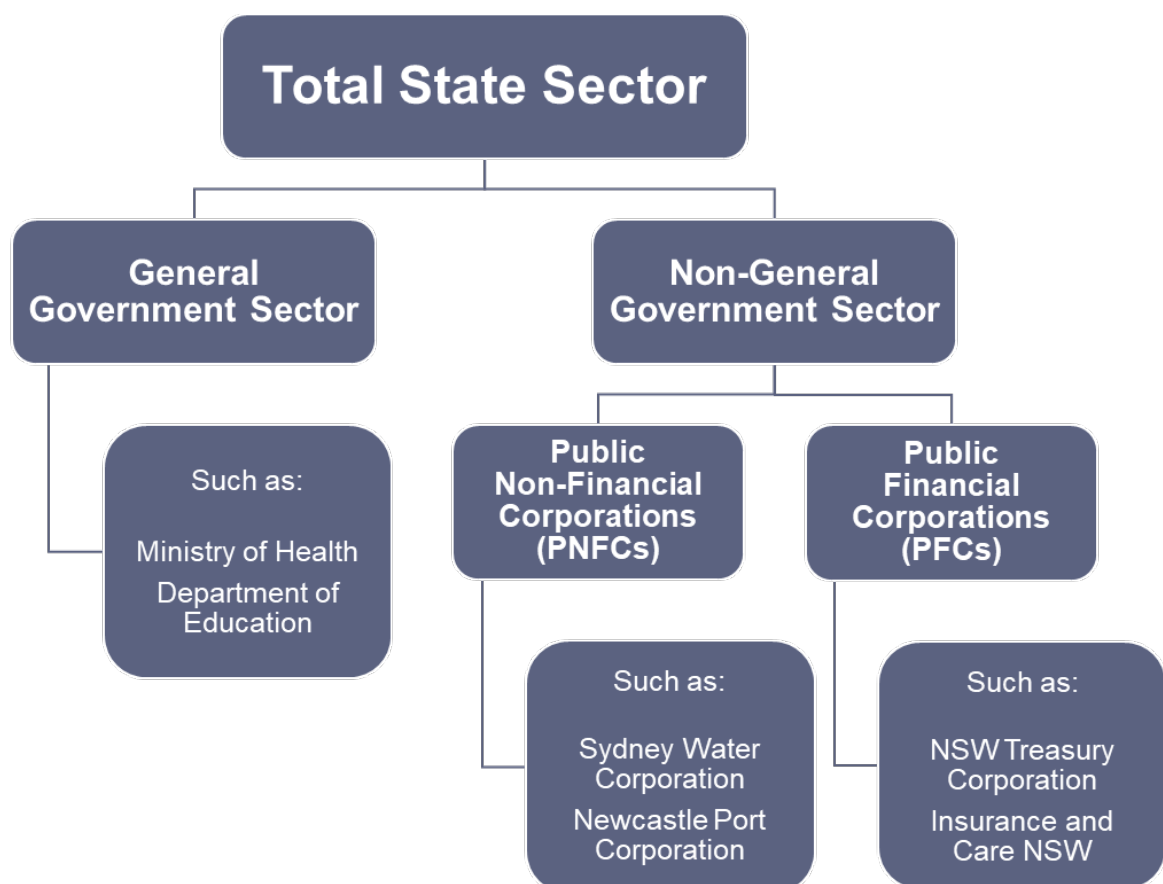 Total State Sector
General
Government Sector
Non-General
Government Sector
Such as:
Ministry of Health
Department of
Education
Public
Non-Financial
Corporations
(PNFCs)
Public
Financial
Corporations
(PFCs)
Such as:
Sydney Water
Corporation
Newcastle Port
Corporation
Such as:
NSW Treasury
Corporation
Insurance and
Care NSW